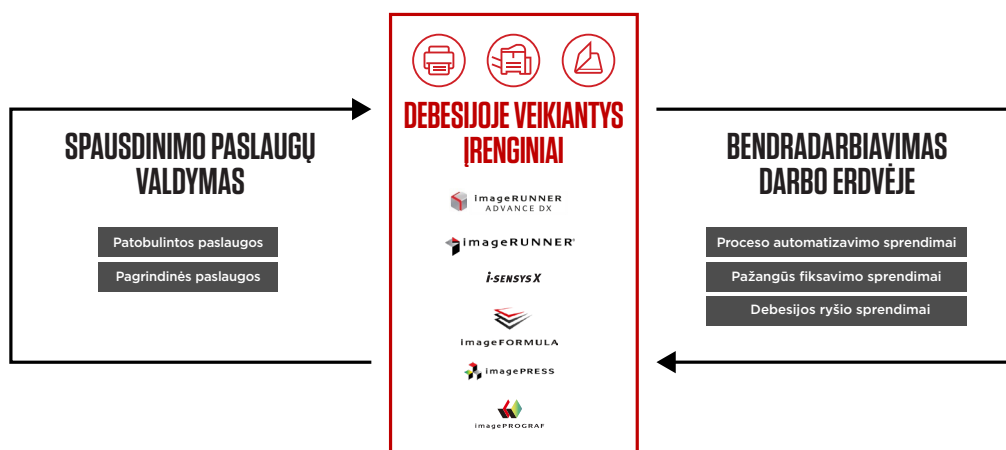 SPAUSDINIMO PASLAUGŲ
VALDYMAS
Patobulintos paslaugos
Pagrindinės paslaugos
DEBESIJOJE VEIKIANTYS
ĮRENGINIAI
imageRUNNER
ADVANCE DX
imageRUNNER®
i-SENSYS X
imageFORMULA
imagePRESS
imagePROGRAF
BENDRADARBIAVIMAS
DARBO ERDVĖJE
Proceso automatizavimo sprendimai
Pažangūs fiksavimo sprendimai
Debesijos ryšio sprendimai